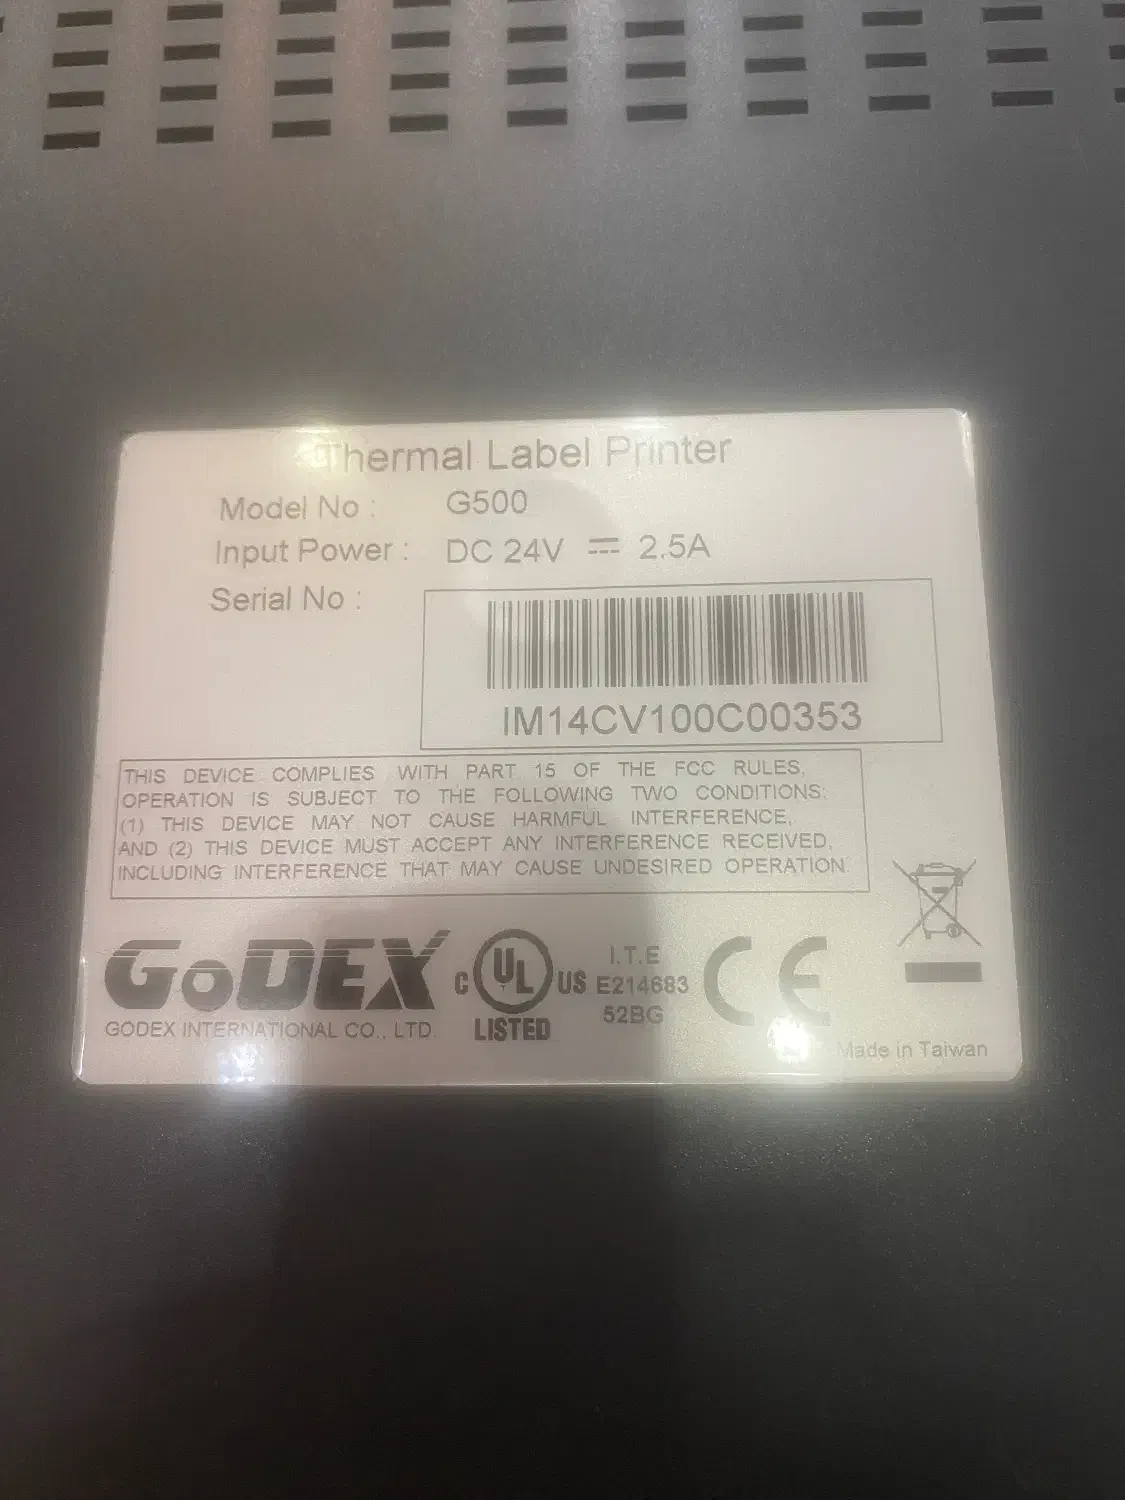 Thermal Label Printer
Model No : G500
Input Power : DC 24V ⎓ 2.5A
Serial No :
IM14CV100C00353
THIS DEVICE COMPLIES WITH PART 15 OF THE FCC RULES,
OPERATION IS SUBJECT TO THE FOLLOWING TWO CONDITIONS:
(1) THIS DEVICE MAY NOT CAUSE HARMFUL INTERFERENCE,
AND (2) THIS DEVICE MUST ACCEPT ANY INTERFERENCE RECEIVED,
INCLUDING INTERFERENCE THAT MAY CAUSE UNDESIRED OPERATION.
GoDEX
GODEX INTERNATIONAL CO., LTD.
C UL US
LISTED
I.T.E
E214683
52BG
CE
Made in Taiwan